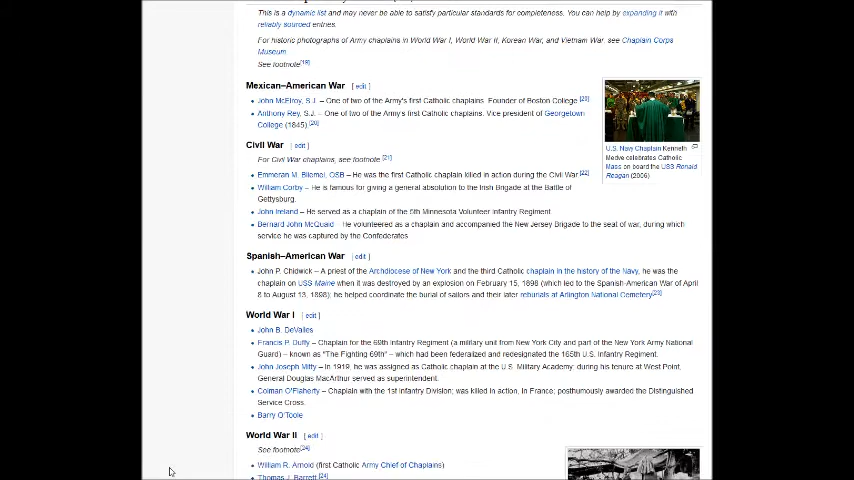 This is a dynamic list and may never be able to satisfy particular standards for completeness. You can help by expanding it with
reliably sourced entries.
For historic photographs of Army chaplains in World War I, World War II, Korean War, and Vietnam War, see Chaplain Corps
Museum
See footnote[19]
Mexican–American War [ edit ]
John McElroy, S.J. – One of two of the Army's first Catholic chaplains. Founder of Boston College [20]
Anthony Rey, S.J. – One of two of the Army's first Catholic chaplains. Vice president of Georgetown
College (1845).[20]
U.S. Navy Chaplain Kenneth
Medve celebrates Catholic
Mass on board the USS Ronald
Reagan (2006)
Civil War [ edit ]
For Civil War chaplains, see footnote [21]
Emmeran M. Bliemel, OSB – He was the first Catholic chaplain killed in action during the Civil War [22]
William Corby – He is famous for giving a general absolution to the Irish Brigade at the Battle of
Gettysburg.
John Ireland – He served as a chaplain of the 5th Minnesota Volunteer Infantry Regiment
Bernard John McQuaid – He volunteered as a chaplain and accompanied the New Jersey Brigade to the seat of war, during which
service he was captured by the Confederates
Spanish–American War [ edit ]
John P. Chidwick – A priest of the Archdiocese of New York and the third Catholic chaplain in the history of the Navy, he was the
chaplain on USS Maine when it was destroyed by an explosion on February 15, 1898 (which led to the Spanish-American War of April
8 to August 13, 1898); he helped coordinate the burial of sailors and their later reburials at Arlington National Cemetery[23]
World War I [ edit ]
John B. DeValles
Francis P. Duffy – Chaplain for the 69th Infantry Regiment (a military unit from New York City and part of the New York Army National
Guard) – known as "The Fighting 69th" – which had been federalized and redesignated the 165th U.S. Infantry Regiment.
John Joseph Mitty – In 1919, he was assigned as Catholic chaplain at the U.S. Military Academy; during his tenure at West Point,
General Douglas MacArthur served as superintendent.
Colman O'Flaherty – Chaplain with the 1st Infantry Division; was killed in action, in France; posthumously awarded the Distinguished
Service Cross.
Barry O'Toole
World War II [ edit ]
See footnote[24]
William R. Arnold (first Catholic Army Chief of Chaplains)
Thomas J. Barrett [24]